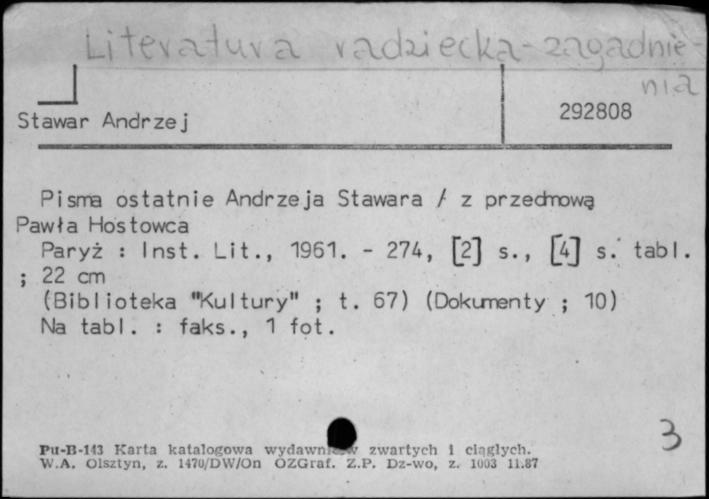 Literatura radziecka - zagadnie-
nia
Stawar Andrzej
292808
Pisma ostatnie Andrzeja Stawara / z przedmową
Pawła Hostowca
Paryż : Inst. Lit., 1961. - 274, [2] s., [4] s. tabl.
; 22 cm
(Biblioteka "Kultury" ; t. 67) (Dokumenty ; 10)
Na tabl. : faks., 1 fot.
3
Pu-B-143 Karta katalogowa wydawnictw zwartych i ciągłych.
W.A. Olsztyn, z. 1470/DW/On OZGraf. Z.P. Dz-wo, z. 1003 11.87